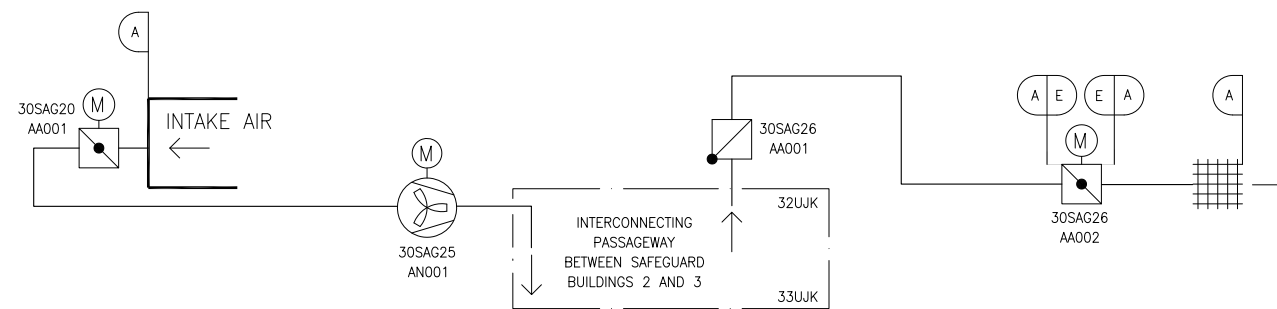 A
M
30SAG20
AA001
INTAKE AIR
M
30SAG25
AN001
32UJK
INTERCONNECTING
PASSAGEWAY
BETWEEN SAFEGUARD
BUILDINGS 2 AND 3
33UJK
30SAG26
AA001
A E
E A
M
30SAG26
AA002
A